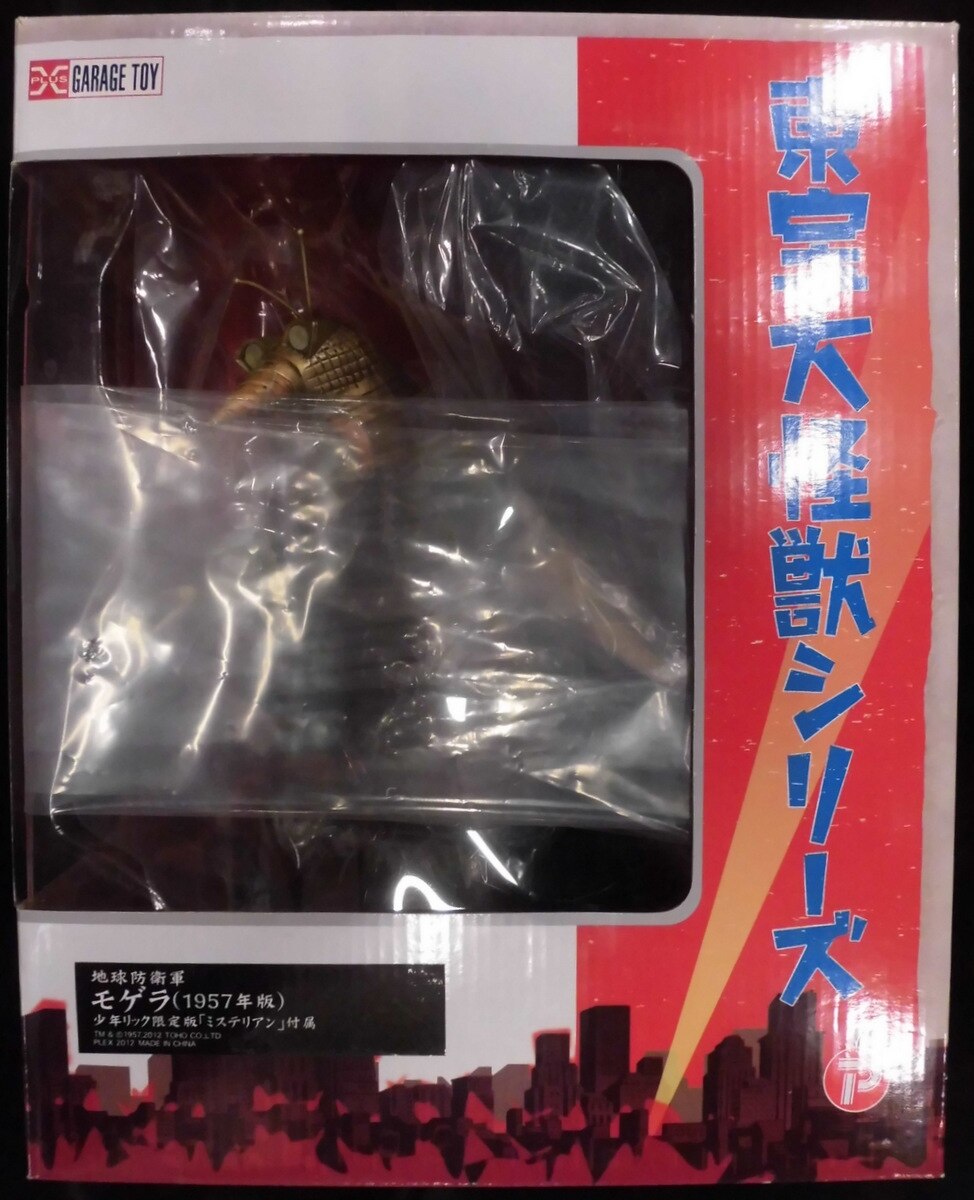 X PLUS GARAGE TOY
東宝大怪獣シリーズ
地球防衛軍
モゲラ(1957年版)
少年リック限定版「ミステリアン」付属
TM & ©1957,2012 TOHO CO.,LTD
PLEX 2012 MADE IN CHINA